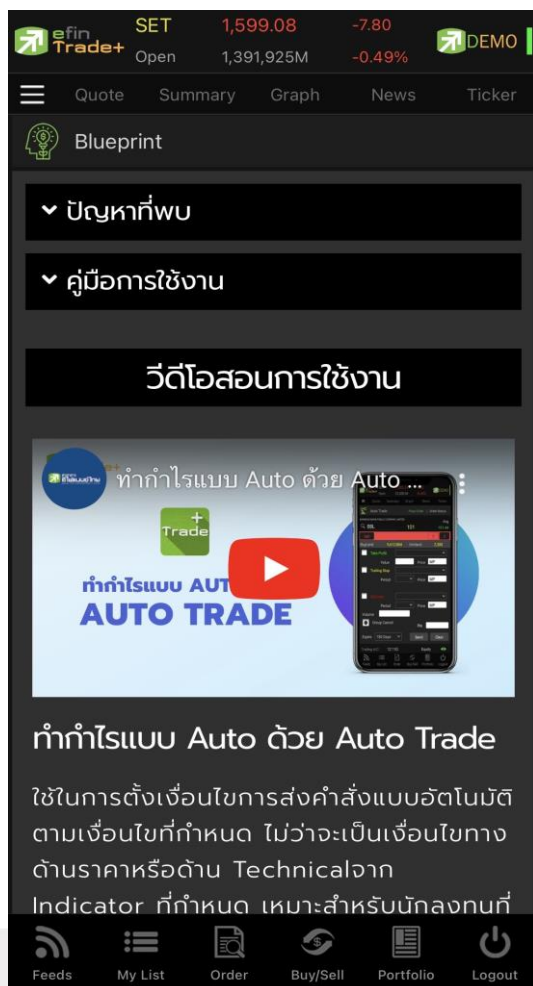 efin Trade+
SET 1,599.08 -7.80
DEMO
Open 1,391,925M -0.49%
Quote Summary Graph News Ticker
Blueprint
ปัญหาที่พบ
คู่มือการใช้งาน
วีดีโอสอนการใช้งาน
ทำกำไรแบบ Auto ด้วย Auto ...
Trade+
ทำกำไรแบบ AUT
AUTO TRADE
ทำกำไรแบบ Auto ด้วย Auto Trade
ใช้ในการตั้งเงื่อนไขการส่งคำสั่งแบบอัตโนมัติ
ตามเงื่อนไขที่กำหนด ไม่ว่าจะเป็นเงื่อนไขทาง
ด้านราคาหรือด้าน Technicalจาก
Indicator ที่กำหนด เหมาะสำหรับนักลงทุนที่
Feeds My List Order Buy/Sell Portfolio Logout